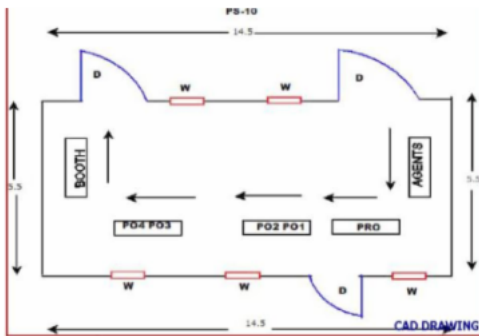 PS-10
14.5
D
W
W
D
5.5
BOOTH
AGENTS
5.5
PO4 PO3
PO2 PO1
PRO
W
W
D
W
14.5
CAD DRAWING